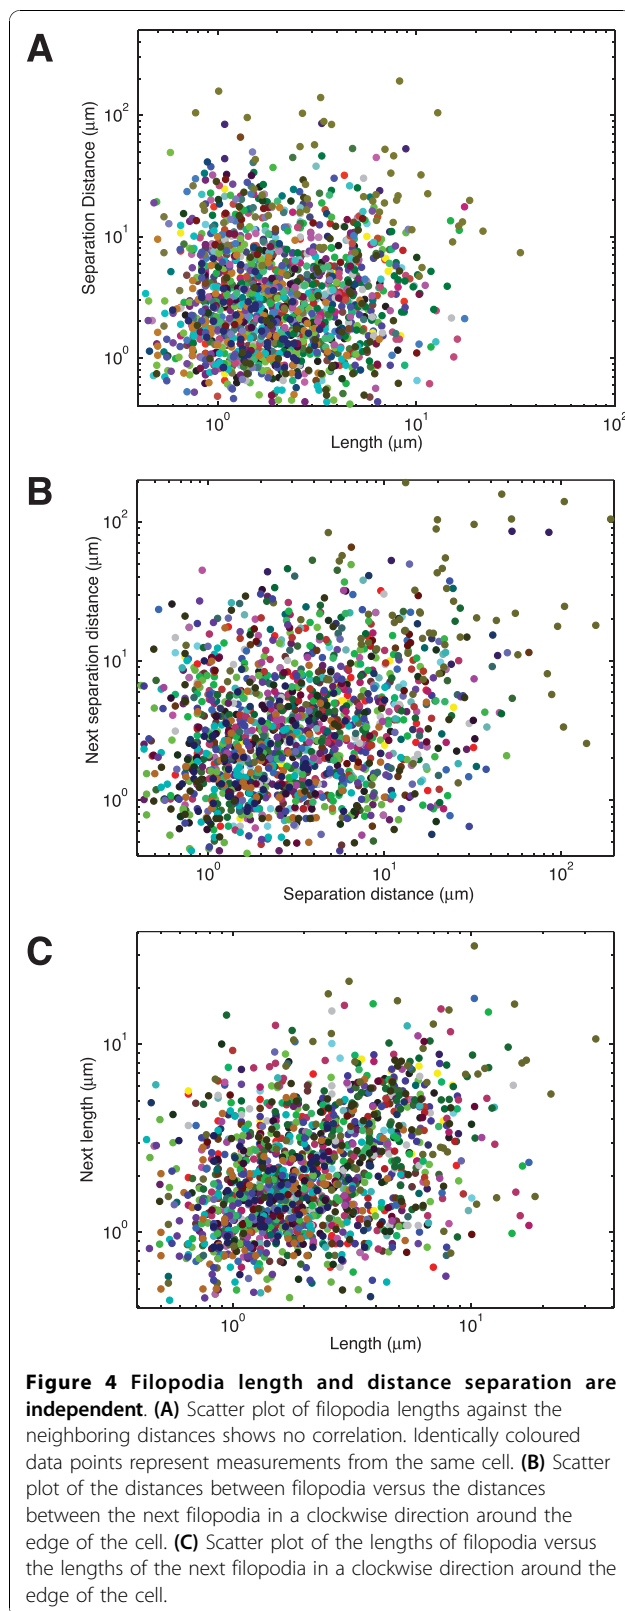 A
Separation Distance (μm)
10²
10¹
10⁰
10⁰ 10¹ 10²
Length (μm)
B
Next separation distance (μm)
10²
10¹
10⁰
10⁰ 10¹ 10²
Separation distance (μm)
C
Next length (μm)
10¹
10⁰
10⁰ 10¹
Length (μm)
Figure 4 Filopodia length and distance separation are
independent. (A) Scatter plot of filopodia lengths against the
neighboring distances shows no correlation. Identically coloured
data points represent measurements from the same cell. (B) Scatter
plot of the distances between filopodia versus the distances
between the next filopodia in a clockwise direction around the
edge of the cell. (C) Scatter plot of the lengths of filopodia versus
the lengths of the next filopodia in a clockwise direction around the
edge of the cell.